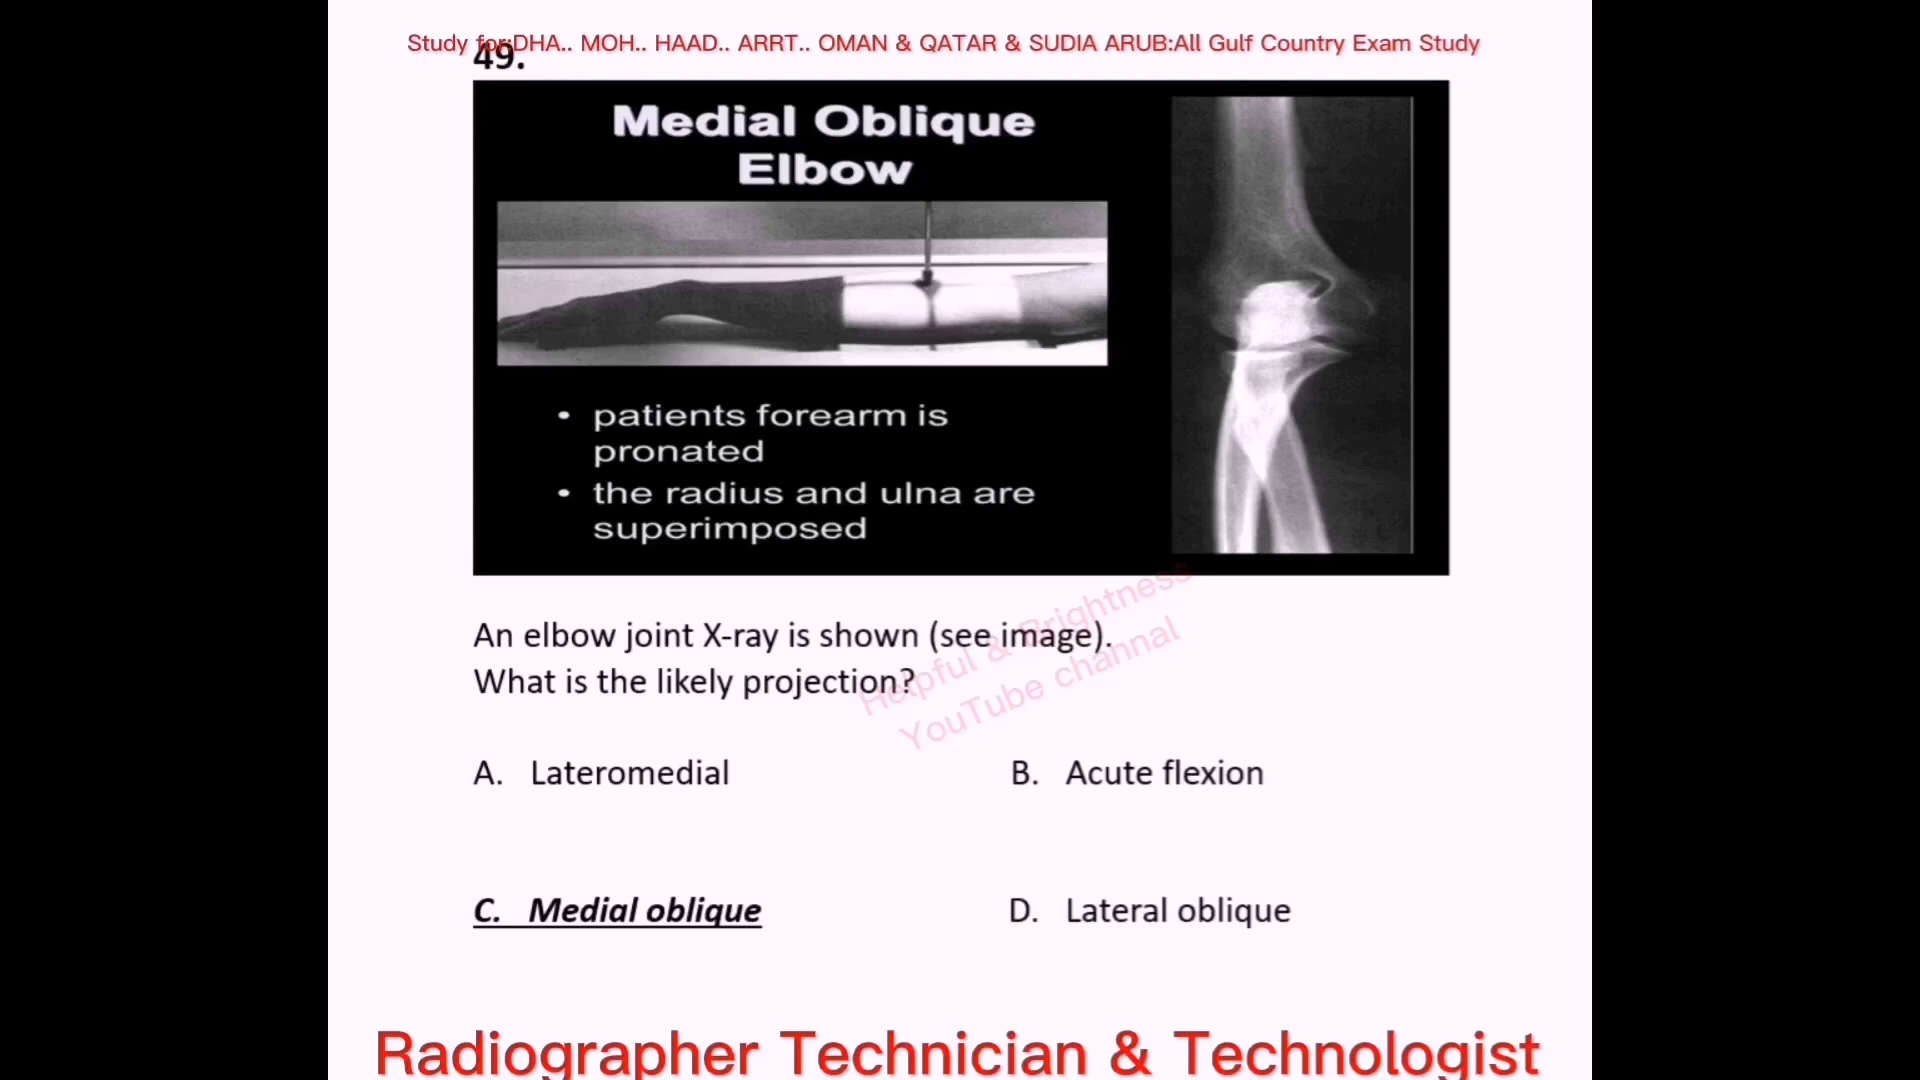 Study for:DHA.. MOH.. HAAD.. ARRT.. OMAN & QATAR & SUDIA ARUB:All Gulf Country Exam Study
49.
Medial Oblique
Elbow
• patients forearm is
pronated
• the radius and ulna are
superimposed
An elbow joint X-ray is shown (see image).
What is the likely projection?
Helpful & Brightness
YouTube channal
A. Lateromedial
B. Acute flexion
C. Medial oblique
D. Lateral oblique
Radiographer Technician & Technologist